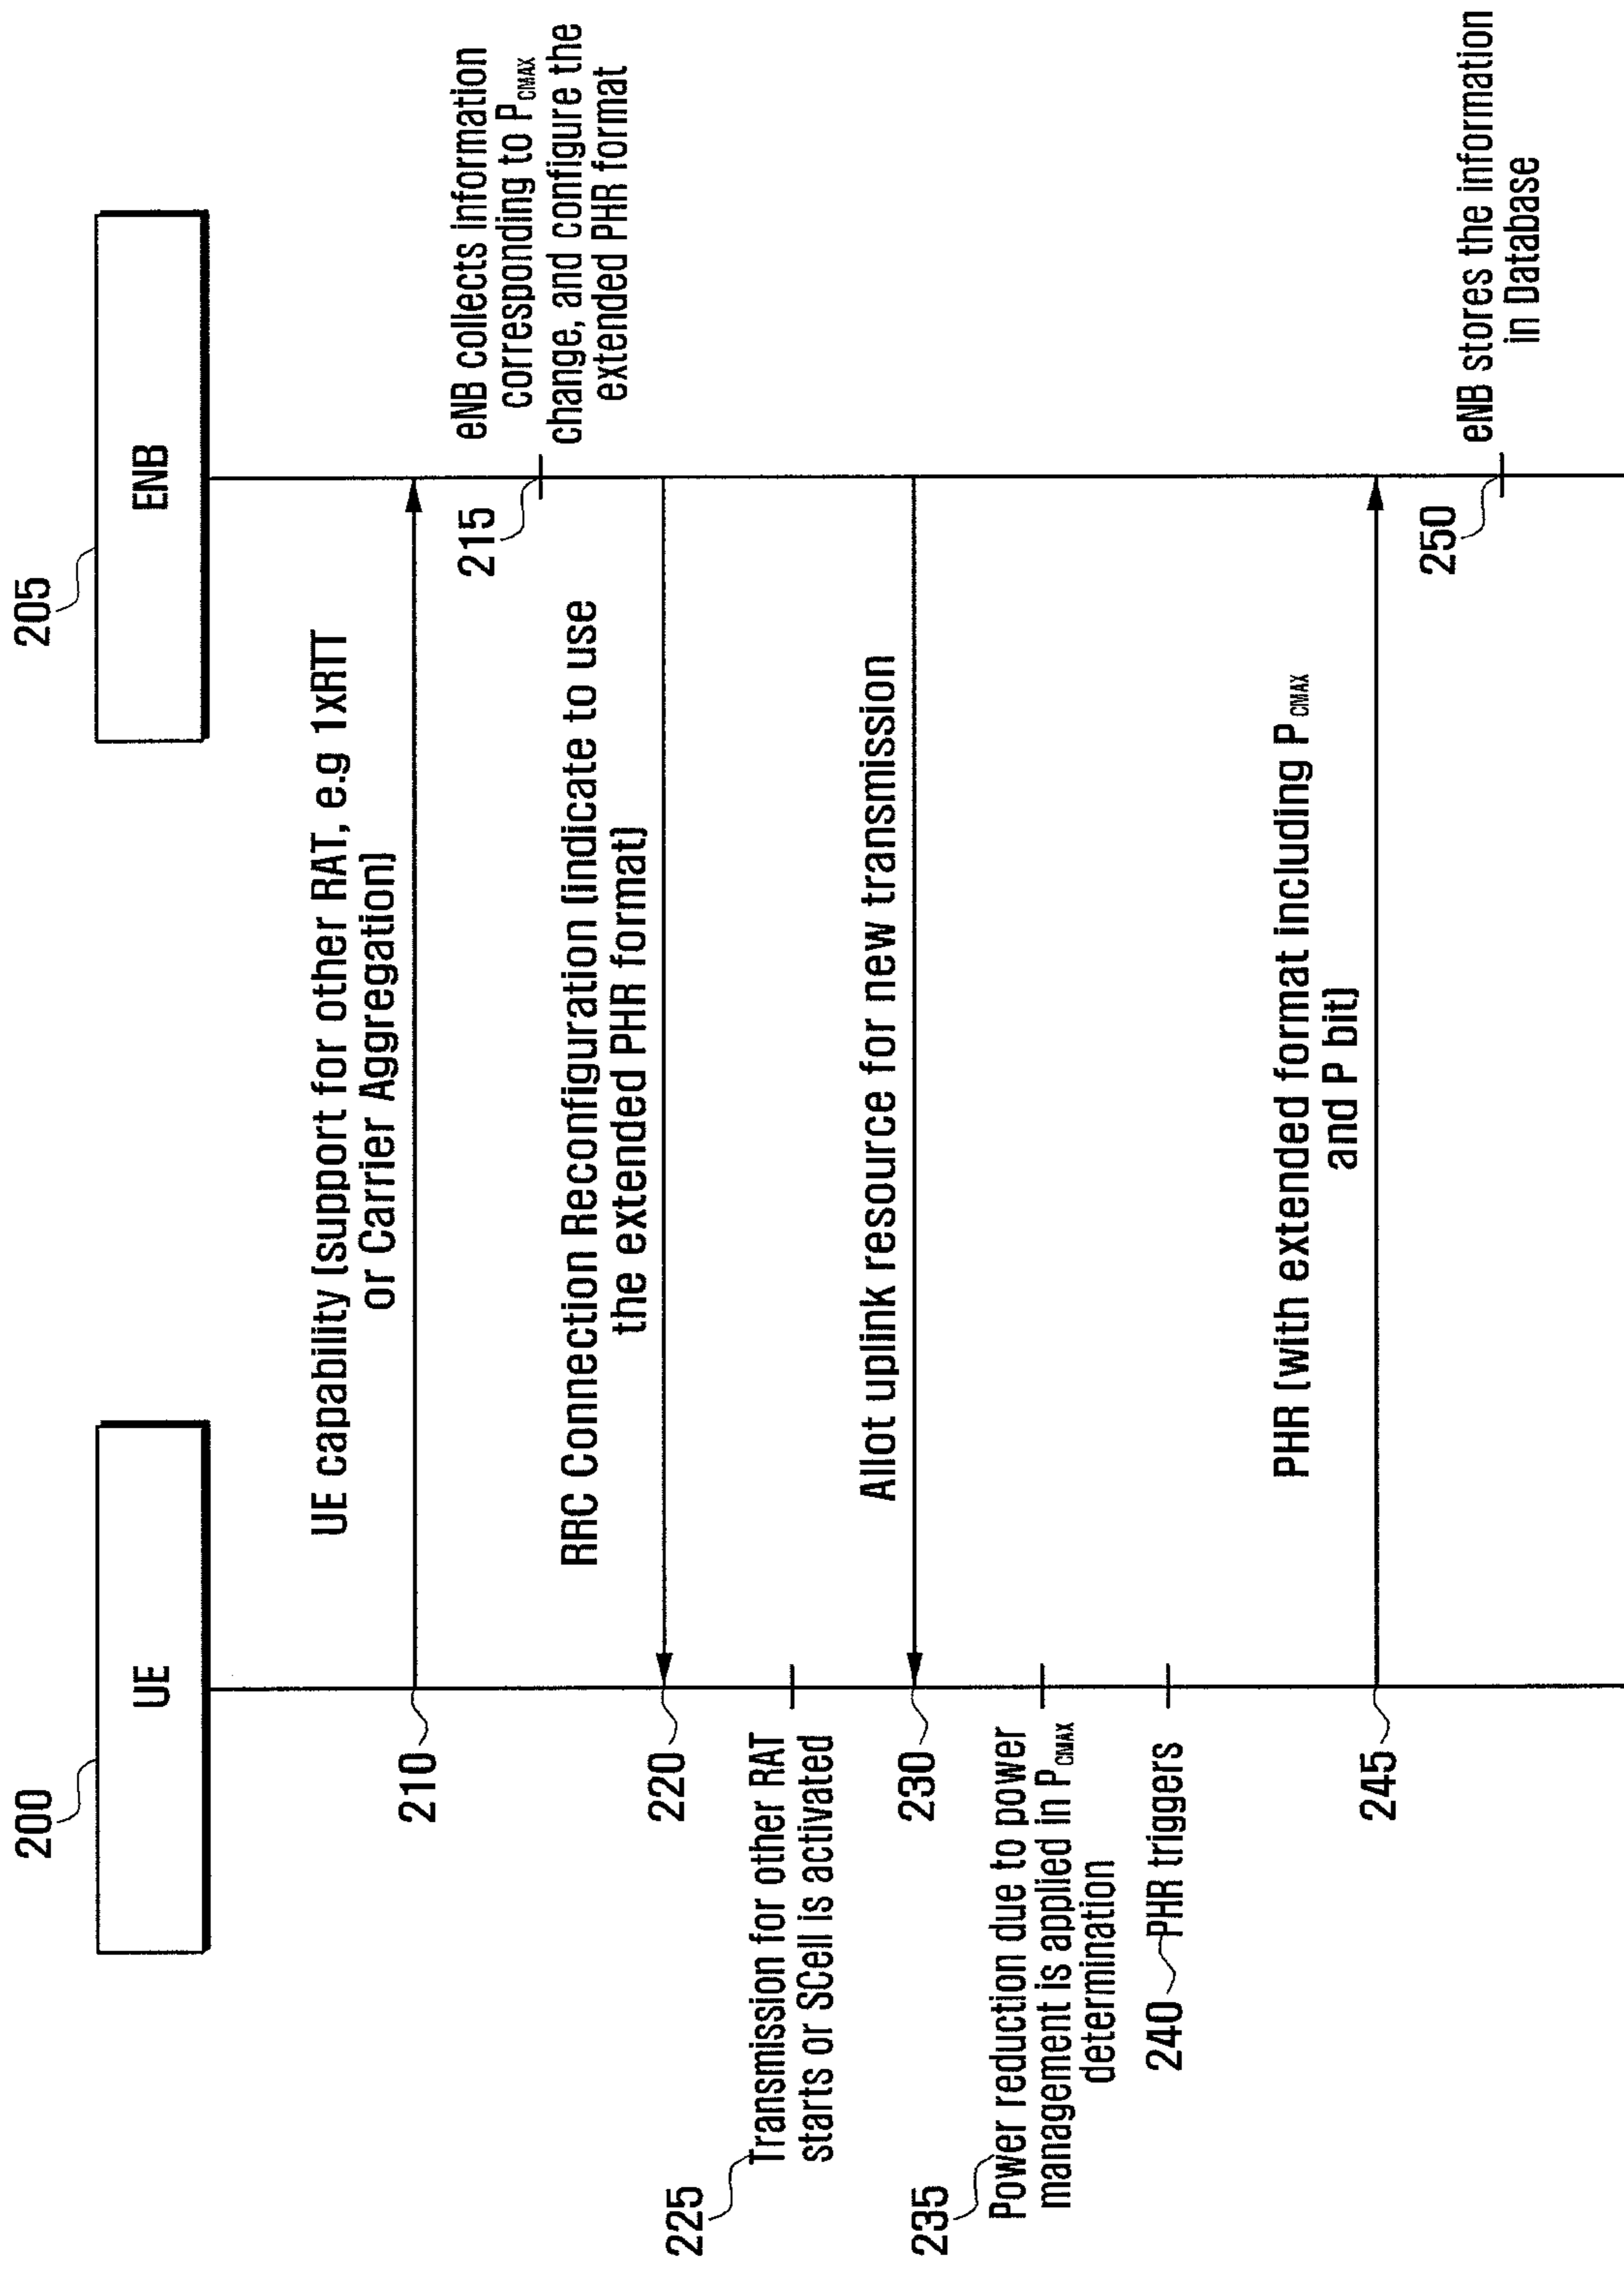 200
205
UE
ENB
UE capability (support for other RAT, e.g 1xRTT
or Carrier Aggregation)
210
eNB collects information
corresponding to PCMAX
change, and configure the
extended PHR format
215
RRC Connection Reconfiguration (indicate to use
the extended PHR format)
220
225
Transmission for other RAT
starts or SCell is activated
Allot uplink resource for new transmission
230
235
Power reduction due to power
management is applied in PCMAX
determination
240
PHR triggers
PHR (with extended format including PCMAX
and P bit)
245
250
eNB stores the information
in Database